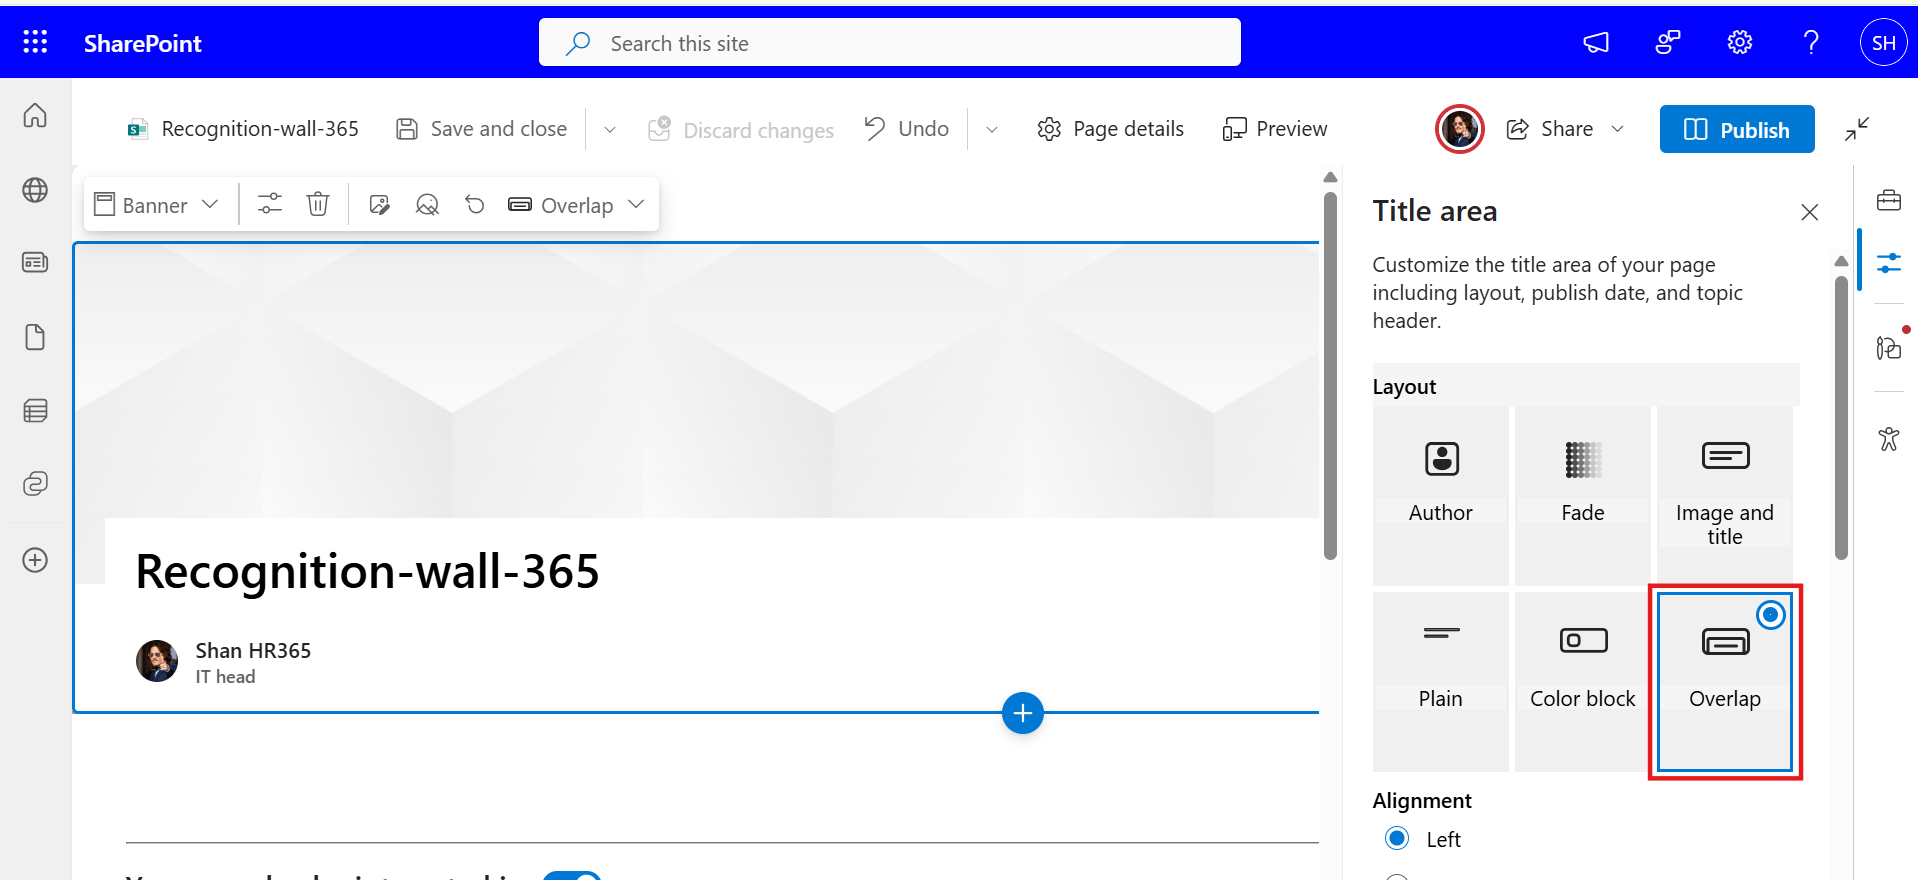 SharePoint
Search this site
SH
Recognition-wall-365
Save and close
Discard changes
Undo
Page details
Preview
Share
Publish
Banner
Overlap
Recognition-wall-365
Shan HR365
IT head
Title area
Customize the title area of your page
including layout, publish date, and topic
header.
Layout
Author
Fade
Image and
title
Plain
Color block
Overlap
Alignment
Left